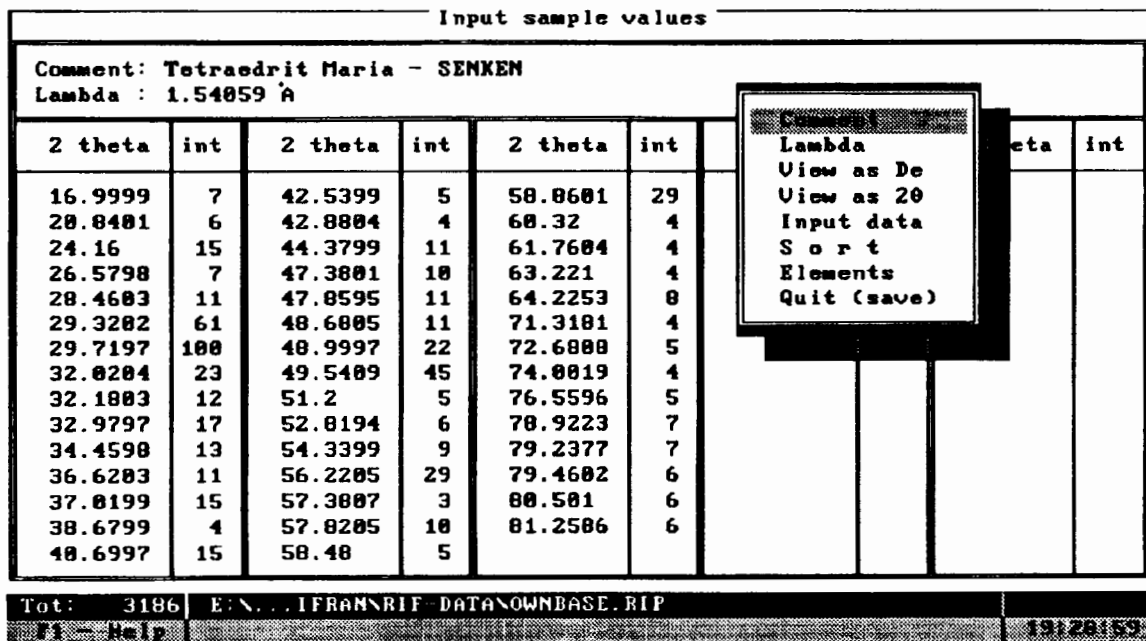 Input sample values
Comment: Tetraedrit Maria - SENXEN
Lambda : 1.54059 Å
2 theta int 2 theta int 2 theta int eta int
16.9999 7 42.5399 5 58.8601 29
20.8401 6 42.8804 4 60.32 4
24.16 15 44.3799 11 61.7604 4
26.5798 7 47.3801 10 63.221 4
28.4603 11 47.8595 11 64.2253 8
29.3202 61 48.6805 11 71.3181 4
29.7197 100 48.9997 22 72.6808 5
32.0204 23 49.5409 45 74.0019 4
32.1803 12 51.2 5 76.5596 5
32.9797 17 52.8194 6 78.9223 7
34.4598 13 54.3399 9 79.2377 7
36.6203 11 56.2205 29 79.4602 6
37.0199 15 57.3807 3 80.501 6
38.6799 4 57.8205 10 81.2586 6
40.6997 15 58.48 5
Comment
Lambda
View as De
View as 2θ
Input data
S o r t
Elements
Quit (save)
Tot: 3186 E:\...IFRAN\RIF-DATA\OWNBASE.RIP
F1 - Help 19:20:59